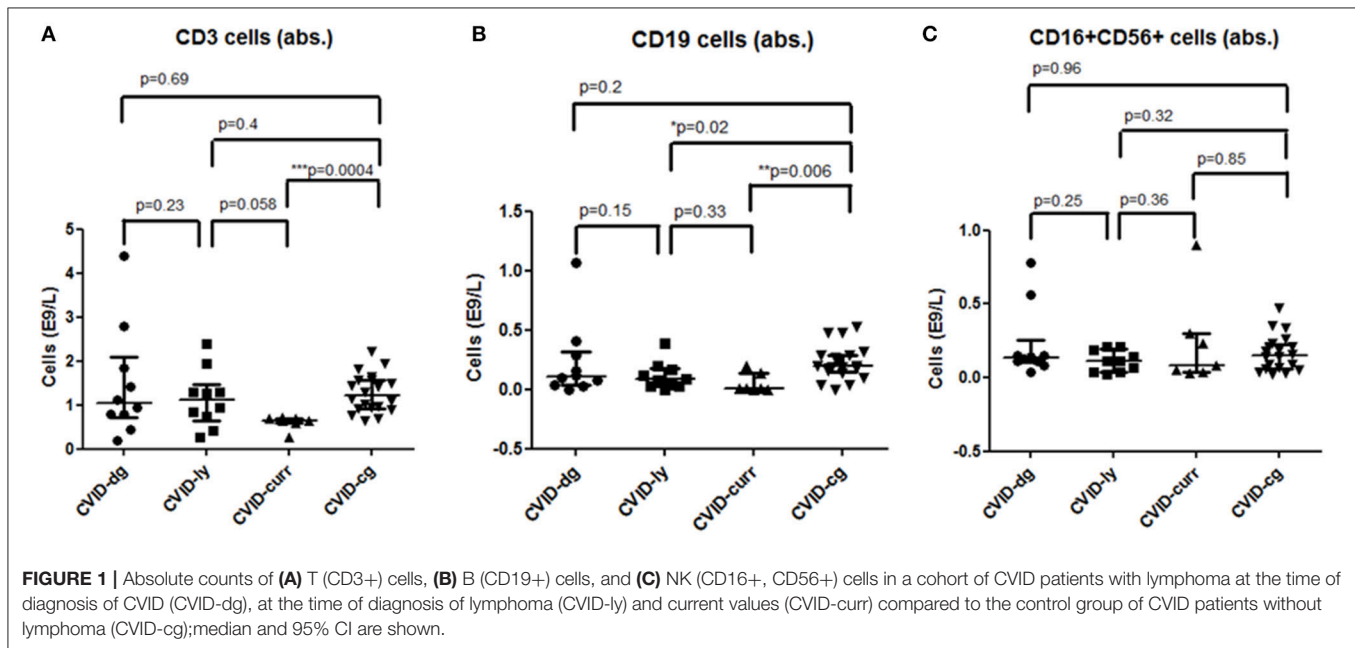 A
CD3 cells (abs.)
p=0.69
p=0.4
***p=0.0004
p=0.23
p=0.058
Cells (E9/L)
5
4
3
2
1
0
CVID-dg
CVID-ly
CVID-curr
CVID-cg
B
CD19 cells (abs.)
p=0.2
*p=0.02
**p=0.006
p=0.15
p=0.33
Cells (E9/L)
1.5
1.0
0.5
0.0
-0.5
CVID-dg
CVID-ly
CVID-curr
CVID-cg
C
CD16+CD56+ cells (abs.)
p=0.96
p=0.32
p=0.85
p=0.25
p=0.36
Cells (E9/L)
1.0
0.5
0.0
-0.5
CVID-dg
CVID-ly
CVID-curr
CVID-cg
FIGURE 1 | Absolute counts of (A) T (CD3+) cells, (B) B (CD19+) cells, and (C) NK (CD16+, CD56+) cells in a cohort of CVID patients with lymphoma at the time of
diagnosis of CVID (CVID-dg), at the time of diagnosis of lymphoma (CVID-ly) and current values (CVID-curr) compared to the control group of CVID patients without
lymphoma (CVID-cg);median and 95% CI are shown.